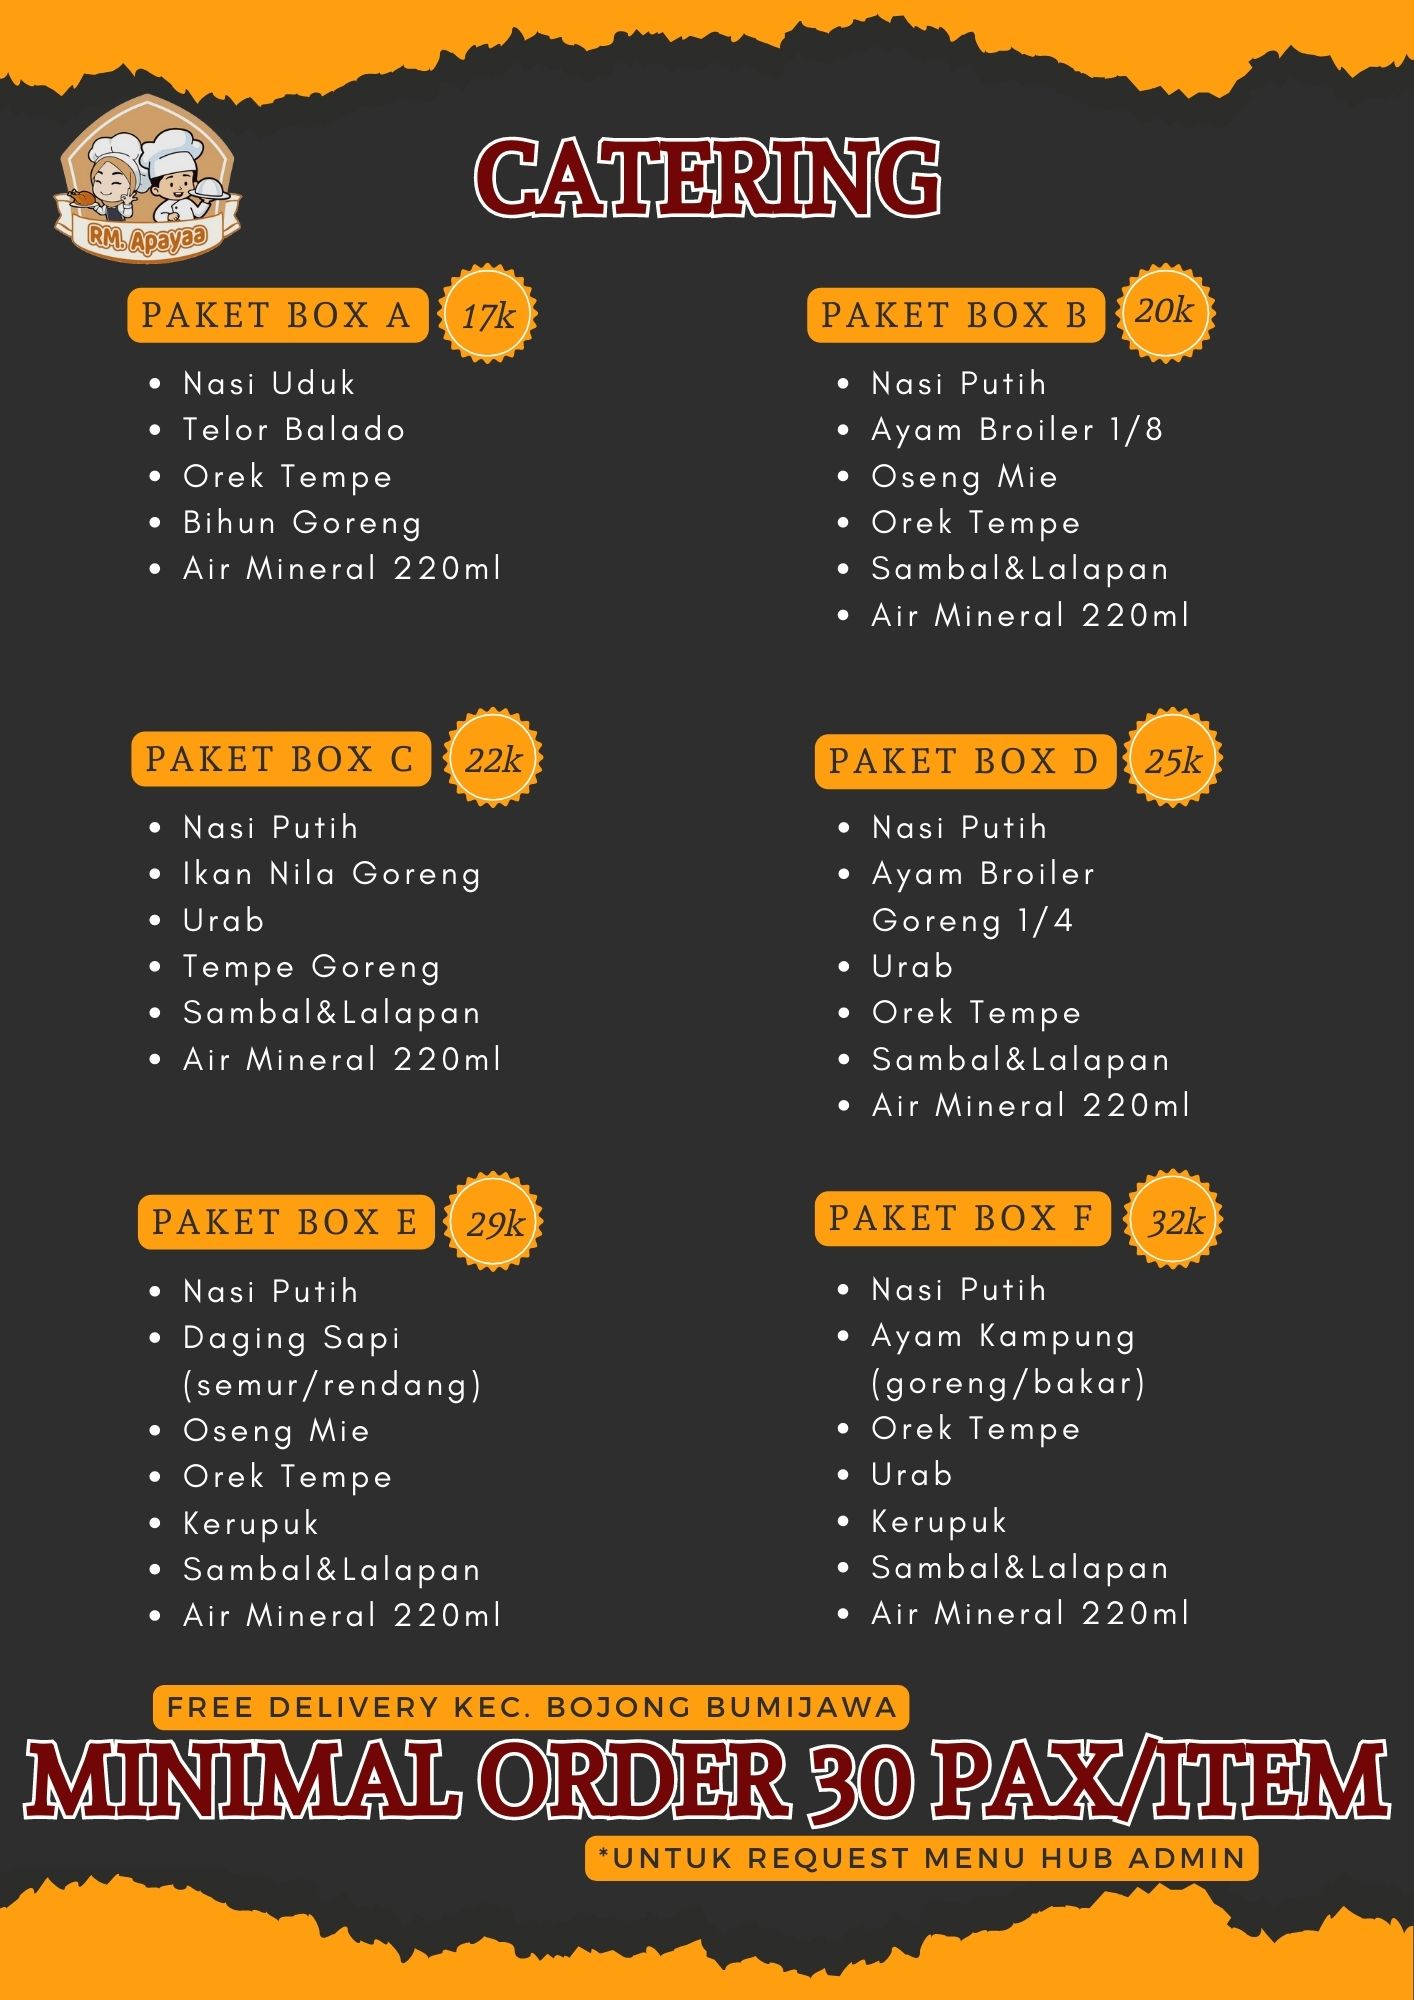 RM. Apayaa
CATERING
PAKET BOX A 17k
• Nasi Uduk
• Telor Balado
• Orek Tempe
• Bihun Goreng
• Air Mineral 220ml
PAKET BOX B 20k
• Nasi Putih
• Ayam Broiler 1/8
• Oseng Mie
• Orek Tempe
• Sambal&Lalapan
• Air Mineral 220ml
PAKET BOX C 22k
• Nasi Putih
• Ikan Nila Goreng
• Urab
• Tempe Goreng
• Sambal&Lalapan
• Air Mineral 220ml
PAKET BOX D 25k
• Nasi Putih
• Ayam Broiler
Goreng 1/4
• Urab
• Orek Tempe
• Sambal&Lalapan
• Air Mineral 220ml
PAKET BOX E 29k
• Nasi Putih
• Daging Sapi
(semur/rendang)
• Oseng Mie
• Orek Tempe
• Kerupuk
• Sambal&Lalapan
• Air Mineral 220ml
PAKET BOX F 32k
• Nasi Putih
• Ayam Kampung
(goreng/bakar)
• Orek Tempe
• Urab
• Kerupuk
• Sambal&Lalapan
• Air Mineral 220ml
FREE DELIVERY KEC. BOJONG BUMIJAWA
MINIMAL ORDER 30 PAX/ITEM
*UNTUK REQUEST MENU HUB ADMIN